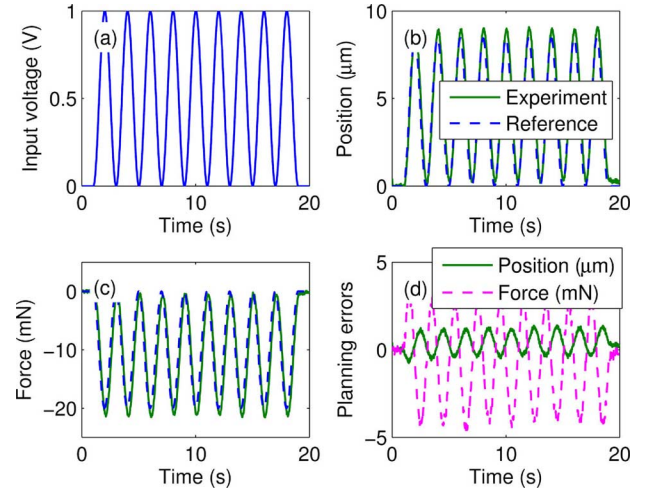 (a)
Input voltage (V)
1
0.5
0
0
10
20
Time (s)
(b)
Position (μm)
10
5
0
0
10
20
Time (s)
Experiment
Reference
(c)
Force (mN)
0
−10
−20
0
10
20
Time (s)
(d)
Planning errors
5
0
−5
0
10
20
Time (s)
Position (μm)
Force (mN)